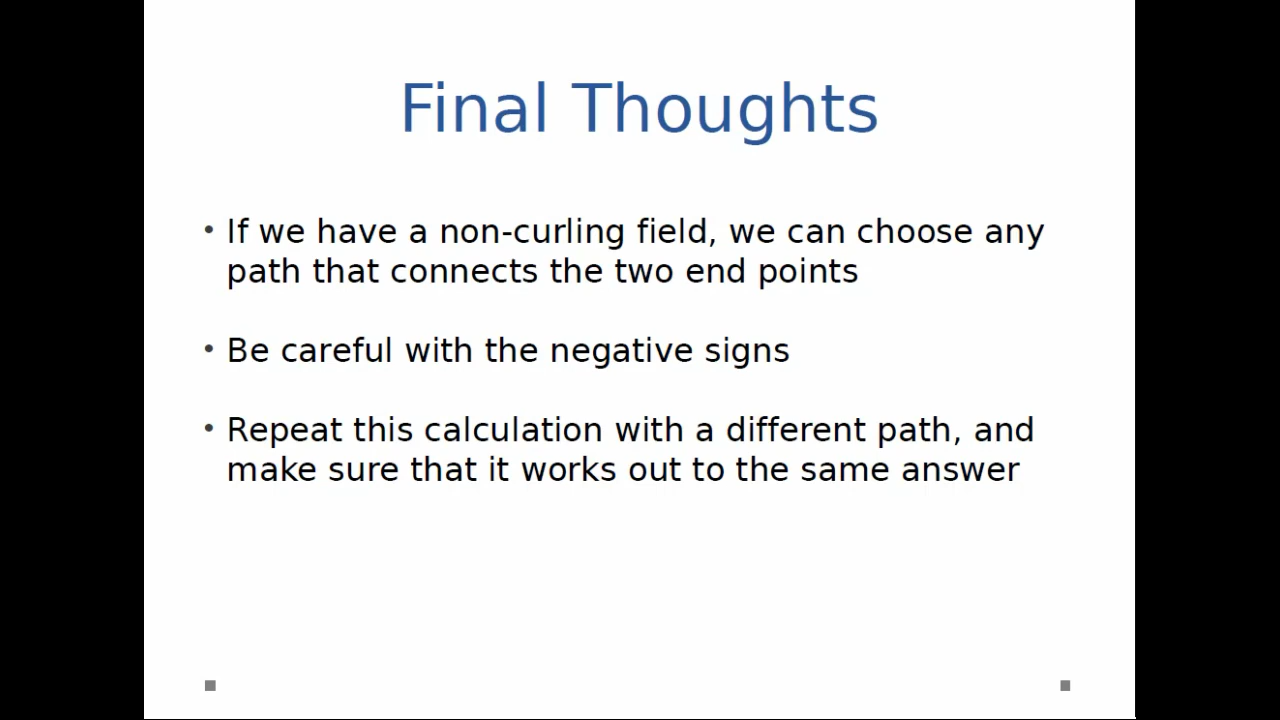 Final Thoughts
• If we have a non-curling field, we can choose any
path that connects the two end points
• Be careful with the negative signs
• Repeat this calculation with a different path, and
make sure that it works out to the same answer